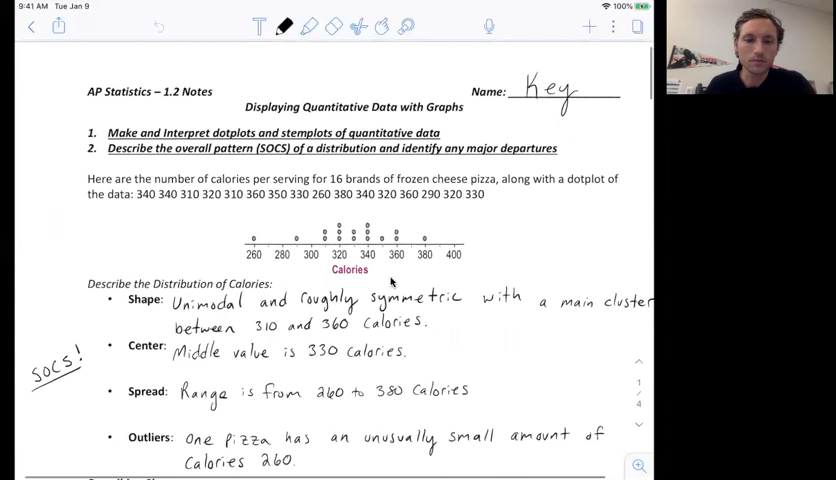 9:41 AM Tue Jan 9
100%
AP Statistics – 1.2 Notes
Name: Key
Displaying Quantitative Data with Graphs
1. Make and Interpret dotplots and stemplots of quantitative data
2. Describe the overall pattern (SOCS) of a distribution and identify any major departures
Here are the number of calories per serving for 16 brands of frozen cheese pizza, along with a dotplot of
the data: 340 340 310 320 310 360 350 330 260 380 340 320 360 290 320 330
260 280 300 320 340 360 380 400
Calories
Describe the Distribution of Calories:
• Shape: Unimodal and roughly symmetric with a main cluster
between 310 and 360 calories.
• Center: Middle value is 330 calories.
SOCS!
• Spread: Range is from 260 to 380 calories
• Outliers: One pizza has an unusually small amount of
calories 260.
1
/
4